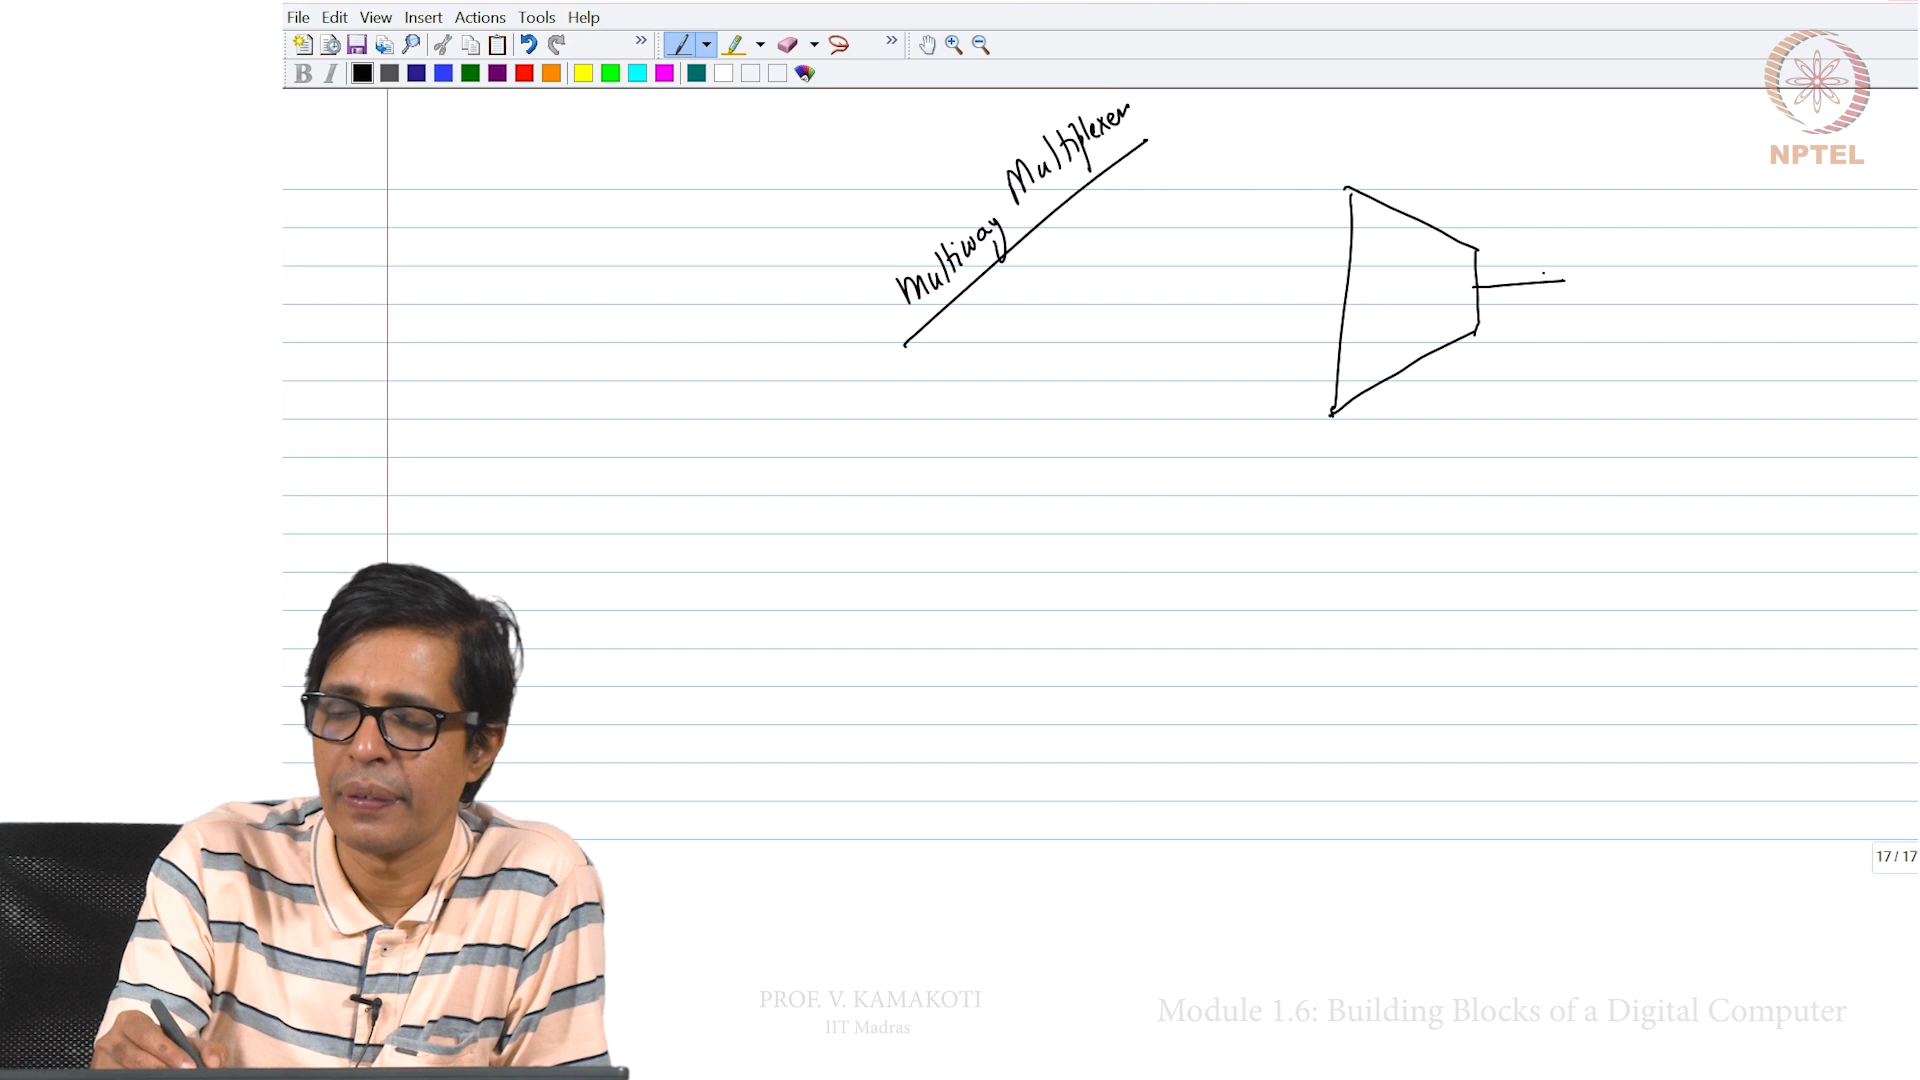 File Edit View Insert Actions Tools Help
B I
NPTEL
Multiway Multiplexer
17 / 17
PROF. V. KAMAKOTI
IIT Madras
Module 1.6: Building Blocks of a Digital Computer